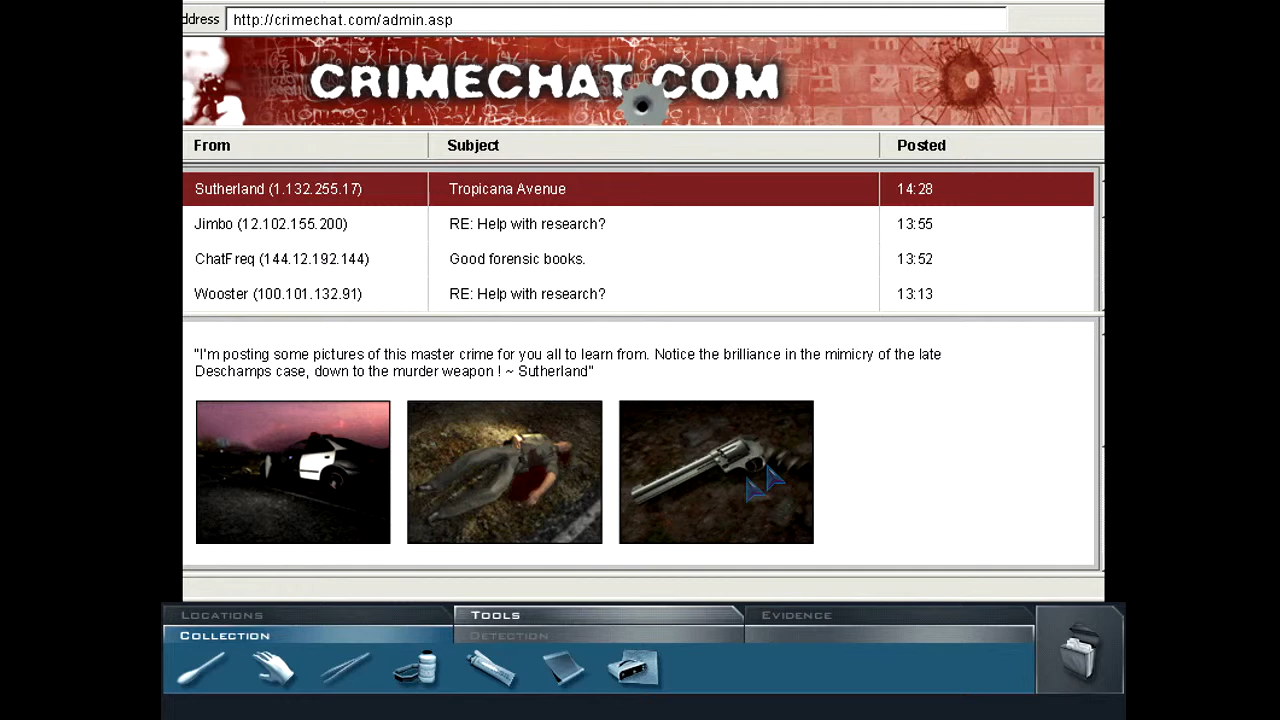 ddress http://crimechat.com/admin.asp
CRIMECHAT.COM
From Subject Posted
Sutherland (1.132.255.17) Tropicana Avenue 14:28
Jimbo (12.102.155.200) RE: Help with research? 13:55
ChatFreq (144.12.192.144) Good forensic books. 13:52
Wooster (100.101.132.91) RE: Help with research? 13:13
"I'm posting some pictures of this master crime for you all to learn from. Notice the brilliance in the mimicry of the late
Deschamps case, down to the murder weapon ! ~ Sutherland"
LOCATIONS TOOLS EVIDENCE
COLLECTION DETECTION